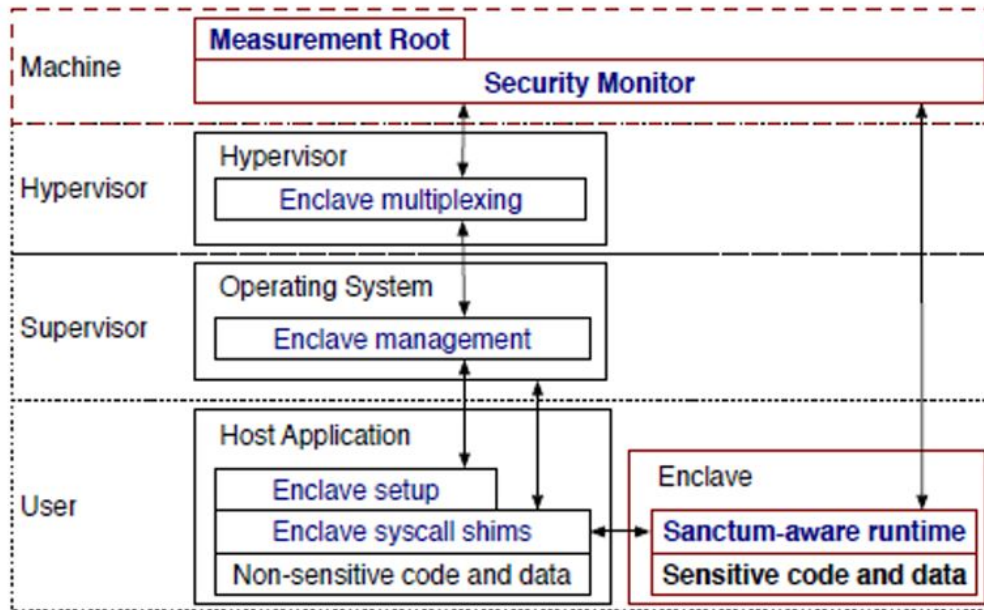 Measurement Root
Machine
Security Monitor
Hypervisor
Hypervisor
Enclave multiplexing
Operating System
Supervisor
Enclave management
Host Application
Enclave
Enclave setup
User
Enclave syscall shims
Sanctum-aware runtime
Non-sensitive code and data
Sensitive code and data